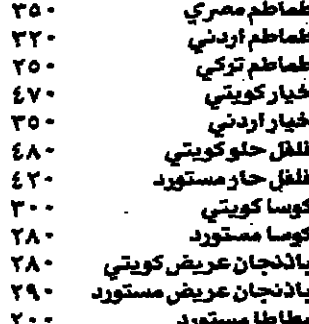 طماطم مصري ٣٥٠
طماطم اردني ٣٢٠
طماطم تركي ٢٥٠
خيار كويتي ٤٧٠
خيار اردني ٣٥٠
فلفل حلو كويتي ٤٨٠
فلفل حار مستورد ٤٢٠
كوسا كويتي ٣٠٠
كوسا مستورد ٢٨٠
باذنجان عريض كويتي ٢٨٠
باذنجان عريض مستورد ٢٩٠
بطاطا مستورد ٢٠٠